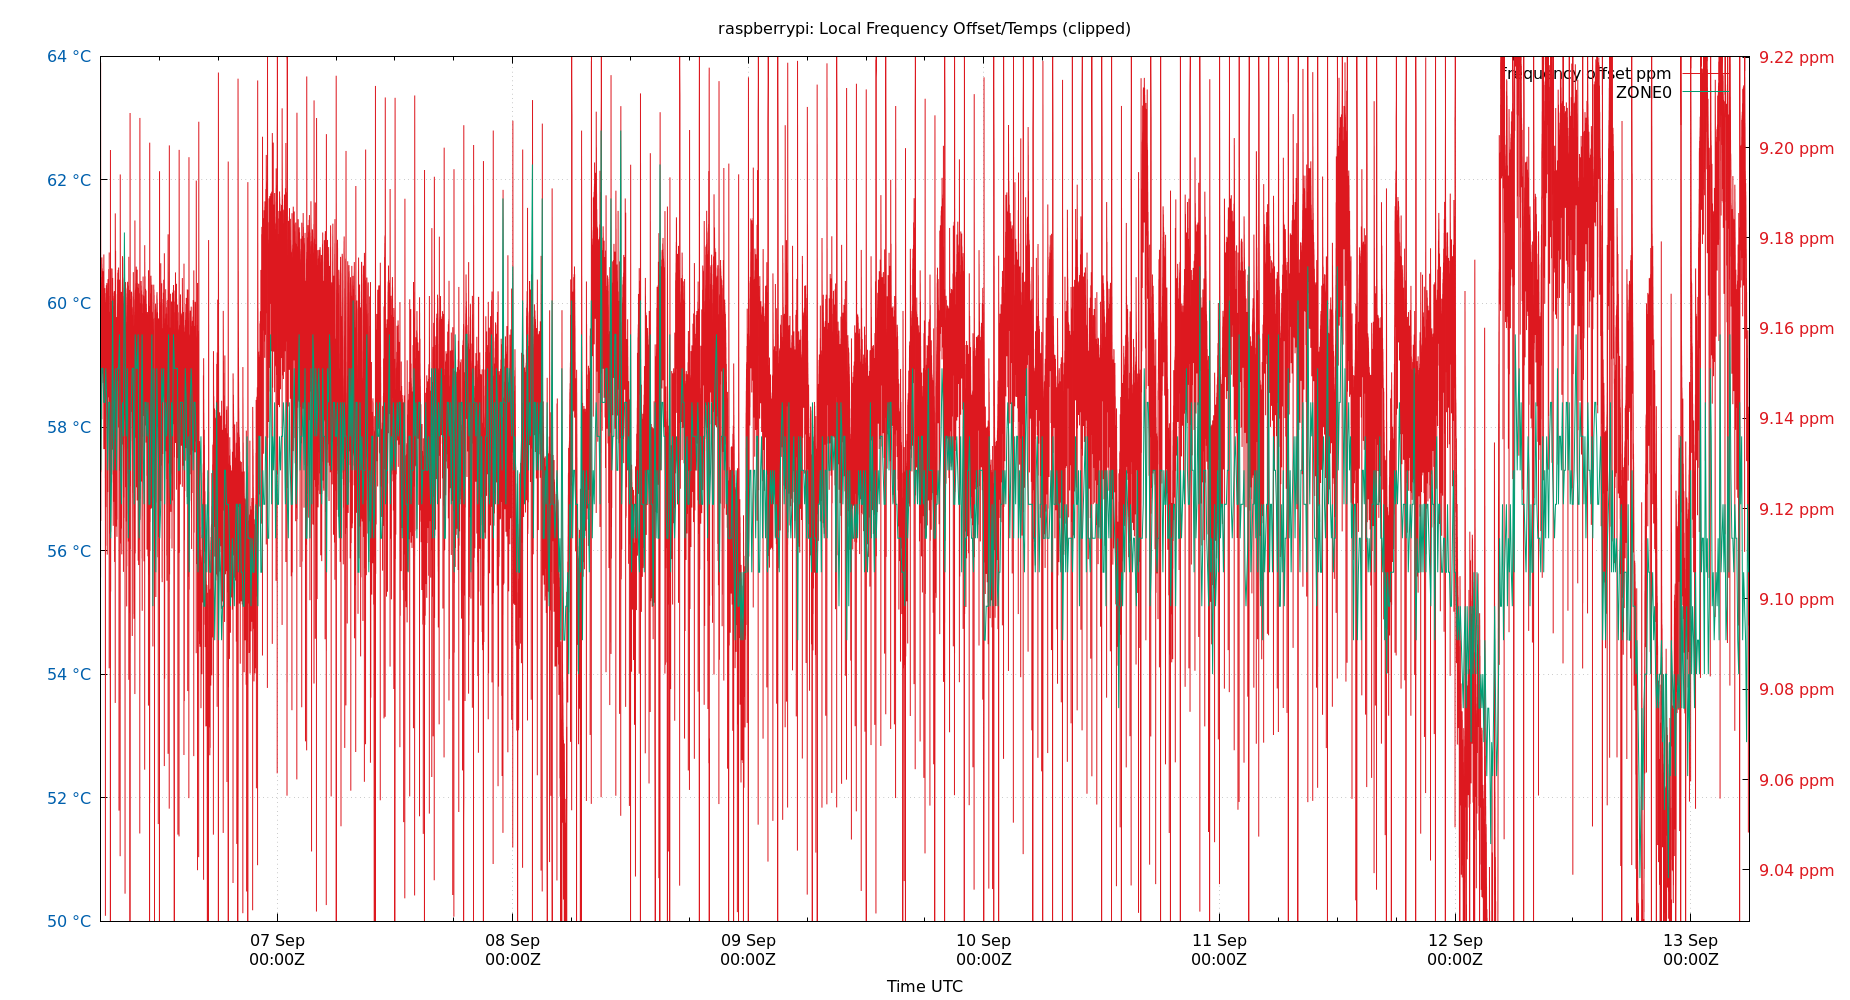 raspberrypi: Local Frequency Offset/Temps (clipped)
64 °C
62 °C
60 °C
58 °C
56 °C
54 °C
52 °C
50 °C
9.22 ppm
9.20 ppm
9.18 ppm
9.16 ppm
9.14 ppm
9.12 ppm
9.10 ppm
9.08 ppm
9.06 ppm
9.04 ppm
frequency offset ppm
ZONE0
07 Sep
00:00Z
08 Sep
00:00Z
09 Sep
00:00Z
10 Sep
00:00Z
11 Sep
00:00Z
12 Sep
00:00Z
13 Sep
00:00Z
Time UTC